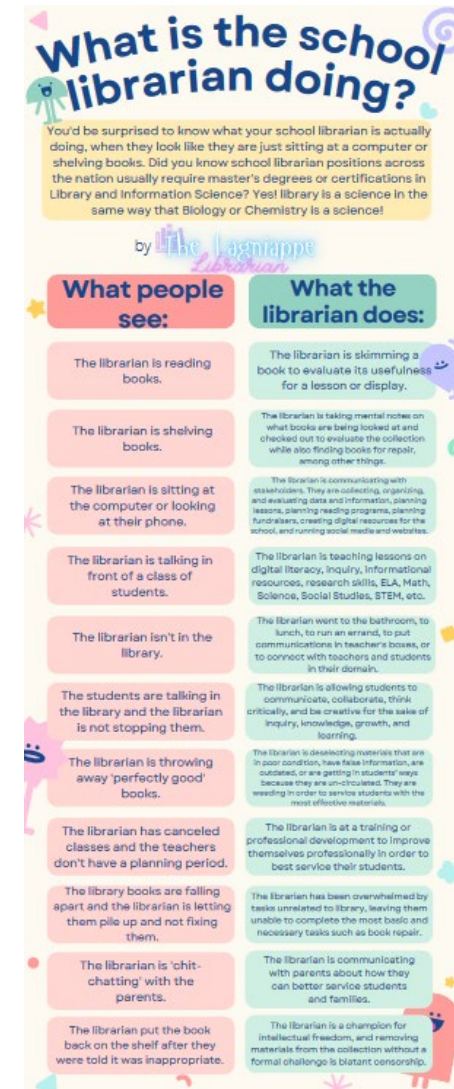 What is the school
librarian doing?
You'd be surprised to know what your school librarian is actually
doing, when they look like they are just sitting at a computer or
shelving books. Did you know school librarian positions across
the nation usually require master's degrees or certifications in
Library and Information Science? Yes! library is a science in the
same way that Biology or Chemistry is a science!
by The Lagniappe
Librarian
What people
see:
What the
librarian does:
The librarian is reading
books.
The librarian is skimming a
book to evaluate its usefulness
for a lesson or display.
The librarian is shelving
books.
The librarian is taking mental notes on
what books are being looked at and
checked out to evaluate the collection
while also finding books for repair,
among other things.
The librarian is sitting at
the computer or looking
at their phone.
The librarian is communicating with
stakeholders. They are collecting, organizing,
and evaluating data and information, planning
lessons, planning reading programs, planning
fundraisers, creating digital resources for the
school, and running social media and websites.
The librarian is talking in
front of a class of
students.
The librarian is teaching lessons on
digital literacy, inquiry, informational
resources, research skills, ELA, Math,
Science, Social Studies, STEM, etc.
The librarian isn't in the
library.
The librarian went to the bathroom, to
lunch, to run an errand, to put
communications in teacher's boxes, or
to connect with teachers and students
in their domain.
The students are talking in
the library and the librarian
is not stopping them.
The librarian is allowing students to
communicate, collaborate, think
critically, and be creative for the sake of
inquiry, knowledge, growth, and
learning.
The librarian is throwing
away 'perfectly good'
books.
The librarian is deselecting materials that are
in poor condition, have false information, are
outdated, or are getting in students' ways
because they are un-circulated. They are
weeding in order to service students with the
most effective materials.
The librarian has canceled
classes and the teachers
don't have a planning period.
The librarian is at a training or
professional development to improve
themselves professionally in order to
best service their students.
The library books are falling
apart and the librarian is letting
them pile up and not fixing
them.
The librarian has been overwhelmed by
tasks unrelated to library, leaving them
unable to complete the most basic and
necessary tasks such as book repair.
The librarian is 'chit-
chatting' with the
parents.
The librarian is communicating
with parents about how they
can better service students
and families.
The librarian put the book
back on the shelf after they
were told it was inappropriate.
The librarian is a champion for
intellectual freedom, and removing
materials from the collection without a
formal challenge is blatant censorship.